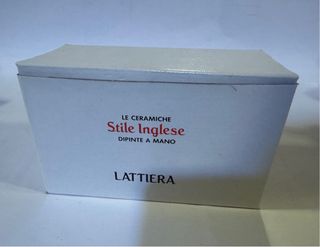 LE CERAMICHE
Stile Inglese
DIPINTE A MANO
LATTIERA